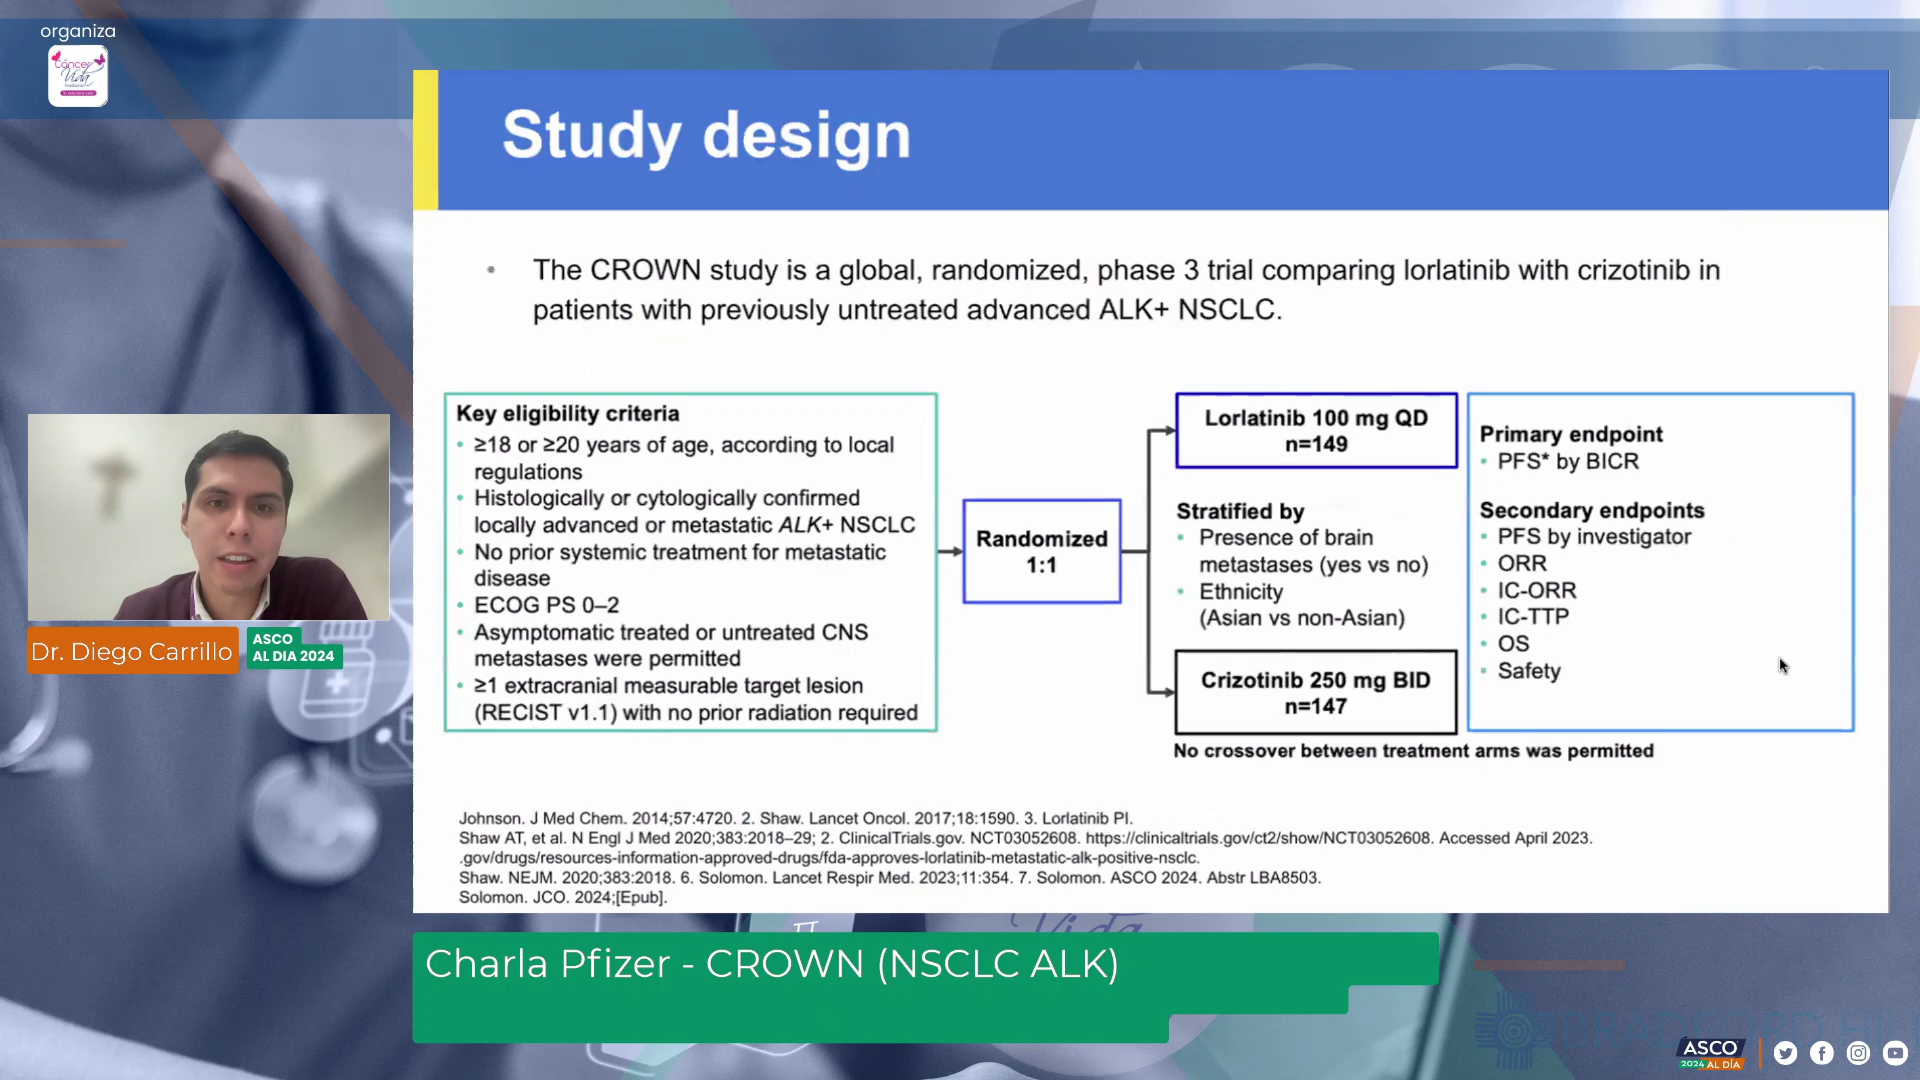 organiza
Cáncer
Vida
Study design
• The CROWN study is a global, randomized, phase 3 trial comparing lorlatinib with crizotinib in
patients with previously untreated advanced ALK+ NSCLC.
Key eligibility criteria
• ≥18 or ≥20 years of age, according to local
regulations
• Histologically or cytologically confirmed
locally advanced or metastatic ALK+ NSCLC
• No prior systemic treatment for metastatic
disease
• ECOG PS 0–2
• Asymptomatic treated or untreated CNS
metastases were permitted
• ≥1 extracranial measurable target lesion
(RECIST v1.1) with no prior radiation required
Randomized
1:1
Lorlatinib 100 mg QD
n=149
Stratified by
• Presence of brain
metastases (yes vs no)
• Ethnicity
(Asian vs non-Asian)
Crizotinib 250 mg BID
n=147
No crossover between treatment arms was permitted
Primary endpoint
• PFS* by BICR
Secondary endpoints
• PFS by investigator
• ORR
• IC-ORR
• IC-TTP
• OS
• Safety
Johnson. J Med Chem. 2014;57:4720. 2. Shaw. Lancet Oncol. 2017;18:1590. 3. Lorlatinib PI.
Shaw AT, et al. N Engl J Med 2020;383:2018–29; 2. ClinicalTrials.gov. NCT03052608. https://clinicaltrials.gov/ct2/show/NCT03052608. Accessed April 2023.
.gov/drugs/resources-information-approved-drugs/fda-approves-lorlatinib-metastatic-alk-positive-nsclc.
Shaw. NEJM. 2020;383:2018. 6. Solomon. Lancet Respir Med. 2023;11:354. 7. Solomon. ASCO 2024. Abstr LBA8503.
Solomon. JCO. 2024;[Epub].
Dr. Diego Carrillo
ASCO
AL DIA 2024
Vida
Charla Pfizer - CROWN (NSCLC ALK)
ASCO
2024 AL DÍA